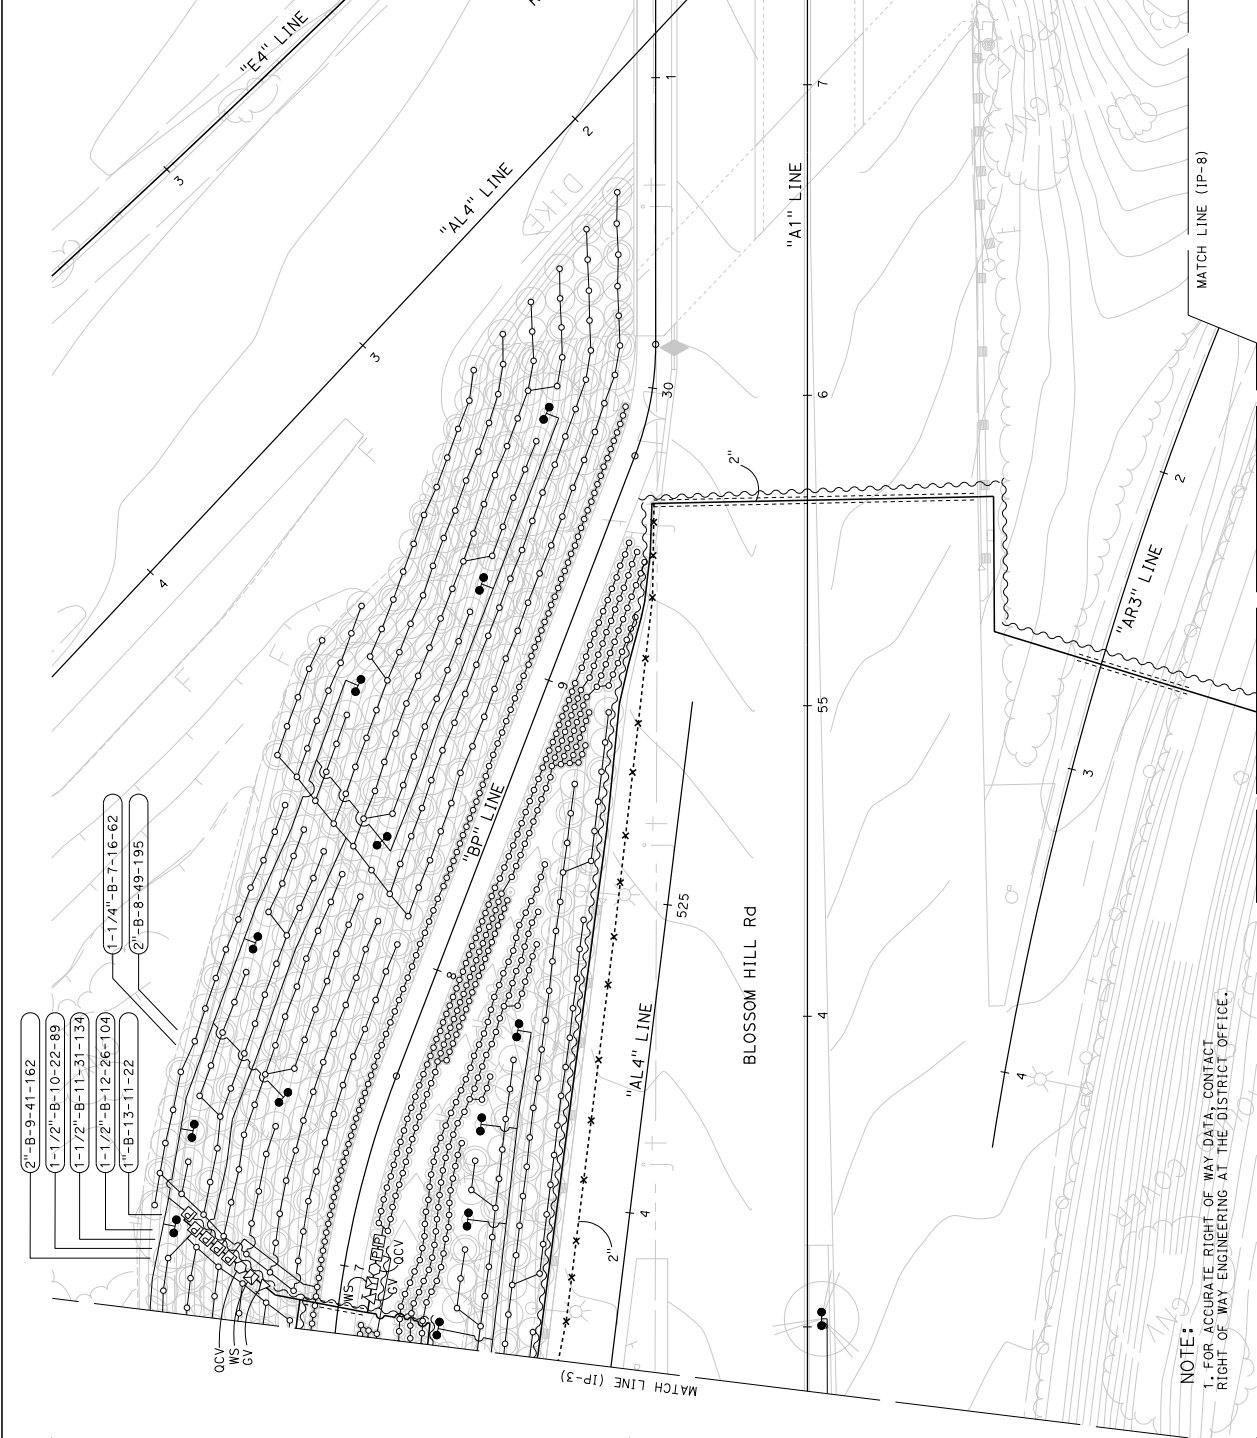 "E4" LINE
3
"AL4" LINE
2
3
4
1
7
"A1" LINE
6
30
2"
DIKE
MATCH LINE (IP-8)
2
"AR3" LINE
3
4
55
9
"BP" LINE
8
525
BLOSSOM HILL Rd
"AL4" LINE
4
4
2"
1-1/4"-B-7-16-62
2"-B-8-49-195
2"-B-9-41-162
1-1/2"-B-10-22-89
1-1/2"-B-11-31-134
1-1/2"-B-12-26-104
1"-B-13-11-22
WS
7
(PHP)
GV
QCV
QCV
WS
GV
MATCH LINE (IP-3)
NOTE:
1. FOR ACCURATE RIGHT OF WAY DATA, CONTACT
RIGHT OF WAY ENGINEERING AT THE DISTRICT OFFICE.